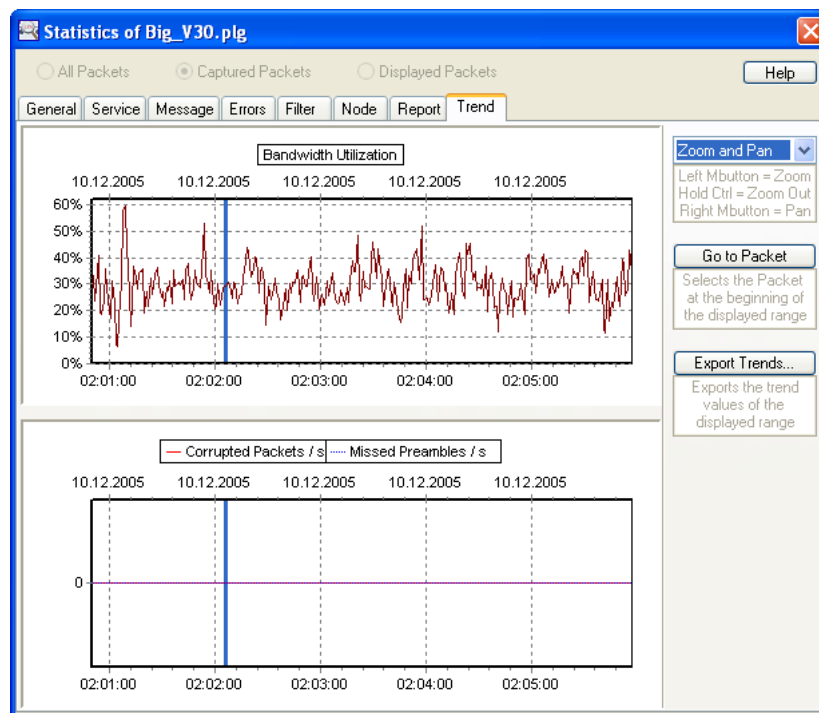 Statistics of Big_V30.plg
All Packets Captured Packets Displayed Packets
Help
General Service Message Errors Filter Node Report Trend
Bandwidth Utilization
10.12.2005 10.12.2005 10.12.2005 10.12.2005 10.12.2005
60%
50%
40%
30%
20%
10%
0%
02:01:00 02:02:00 02:03:00 02:04:00 02:05:00
Zoom and Pan
Left Mbutton = Zoom
Hold Ctrl = Zoom Out
Right Mbutton = Pan
Go to Packet
Selects the Packet
at the beginning of
the displayed range
Export Trends...
Exports the trend
values of the
displayed range
Corrupted Packets / s Missed Preambles / s
10.12.2005 10.12.2005 10.12.2005 10.12.2005 10.12.2005
0
02:01:00 02:02:00 02:03:00 02:04:00 02:05:00